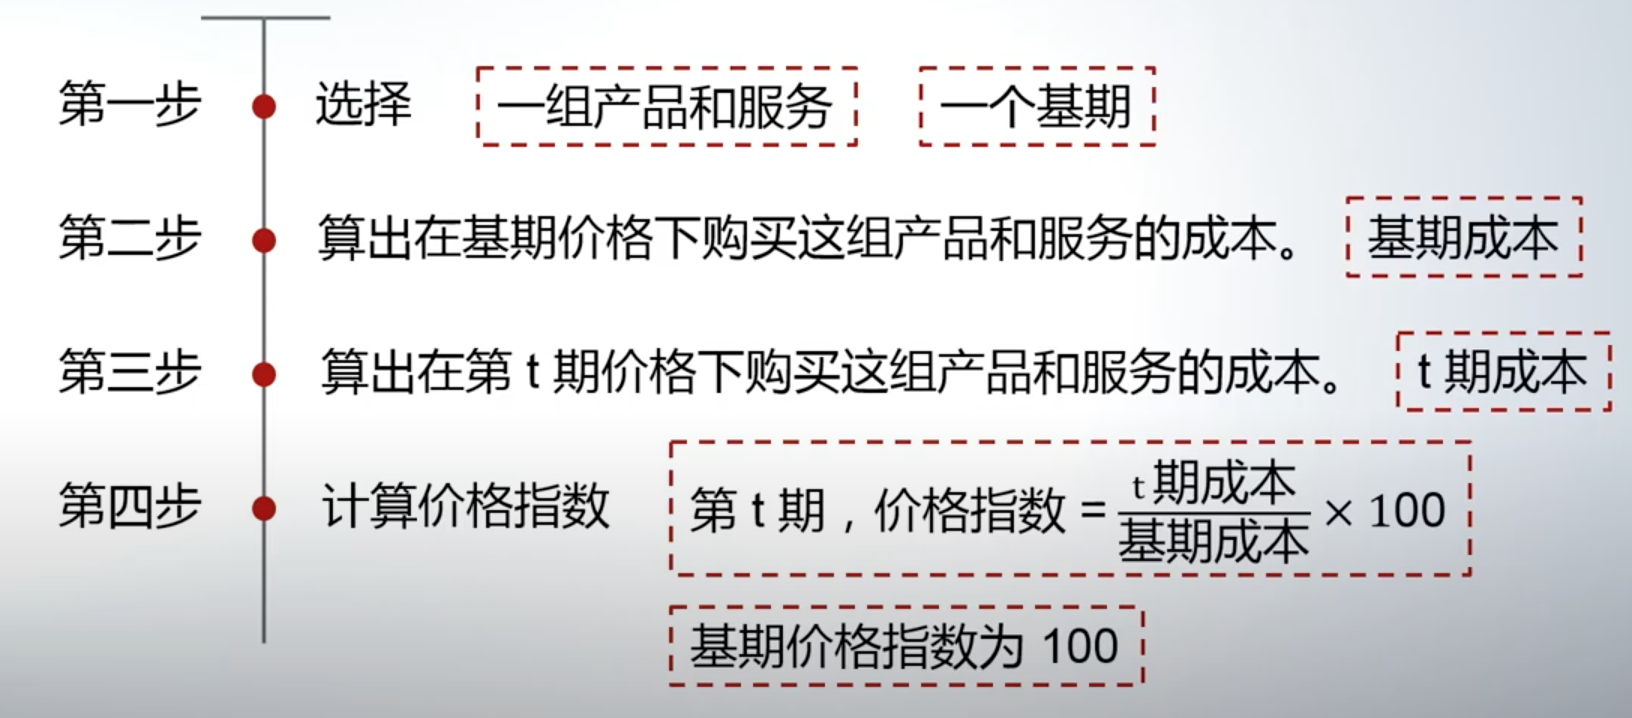 第一步 选择 一组产品和服务 一个基期
第二步 算出在基期价格下购买这组产品和服务的成本。 基期成本
第三步 算出在第 t 期价格下购买这组产品和服务的成本。 t 期成本
第四步 计算价格指数 第 t 期，价格指数 = t 期成本 / 基期成本 × 100
基期价格指数为 100